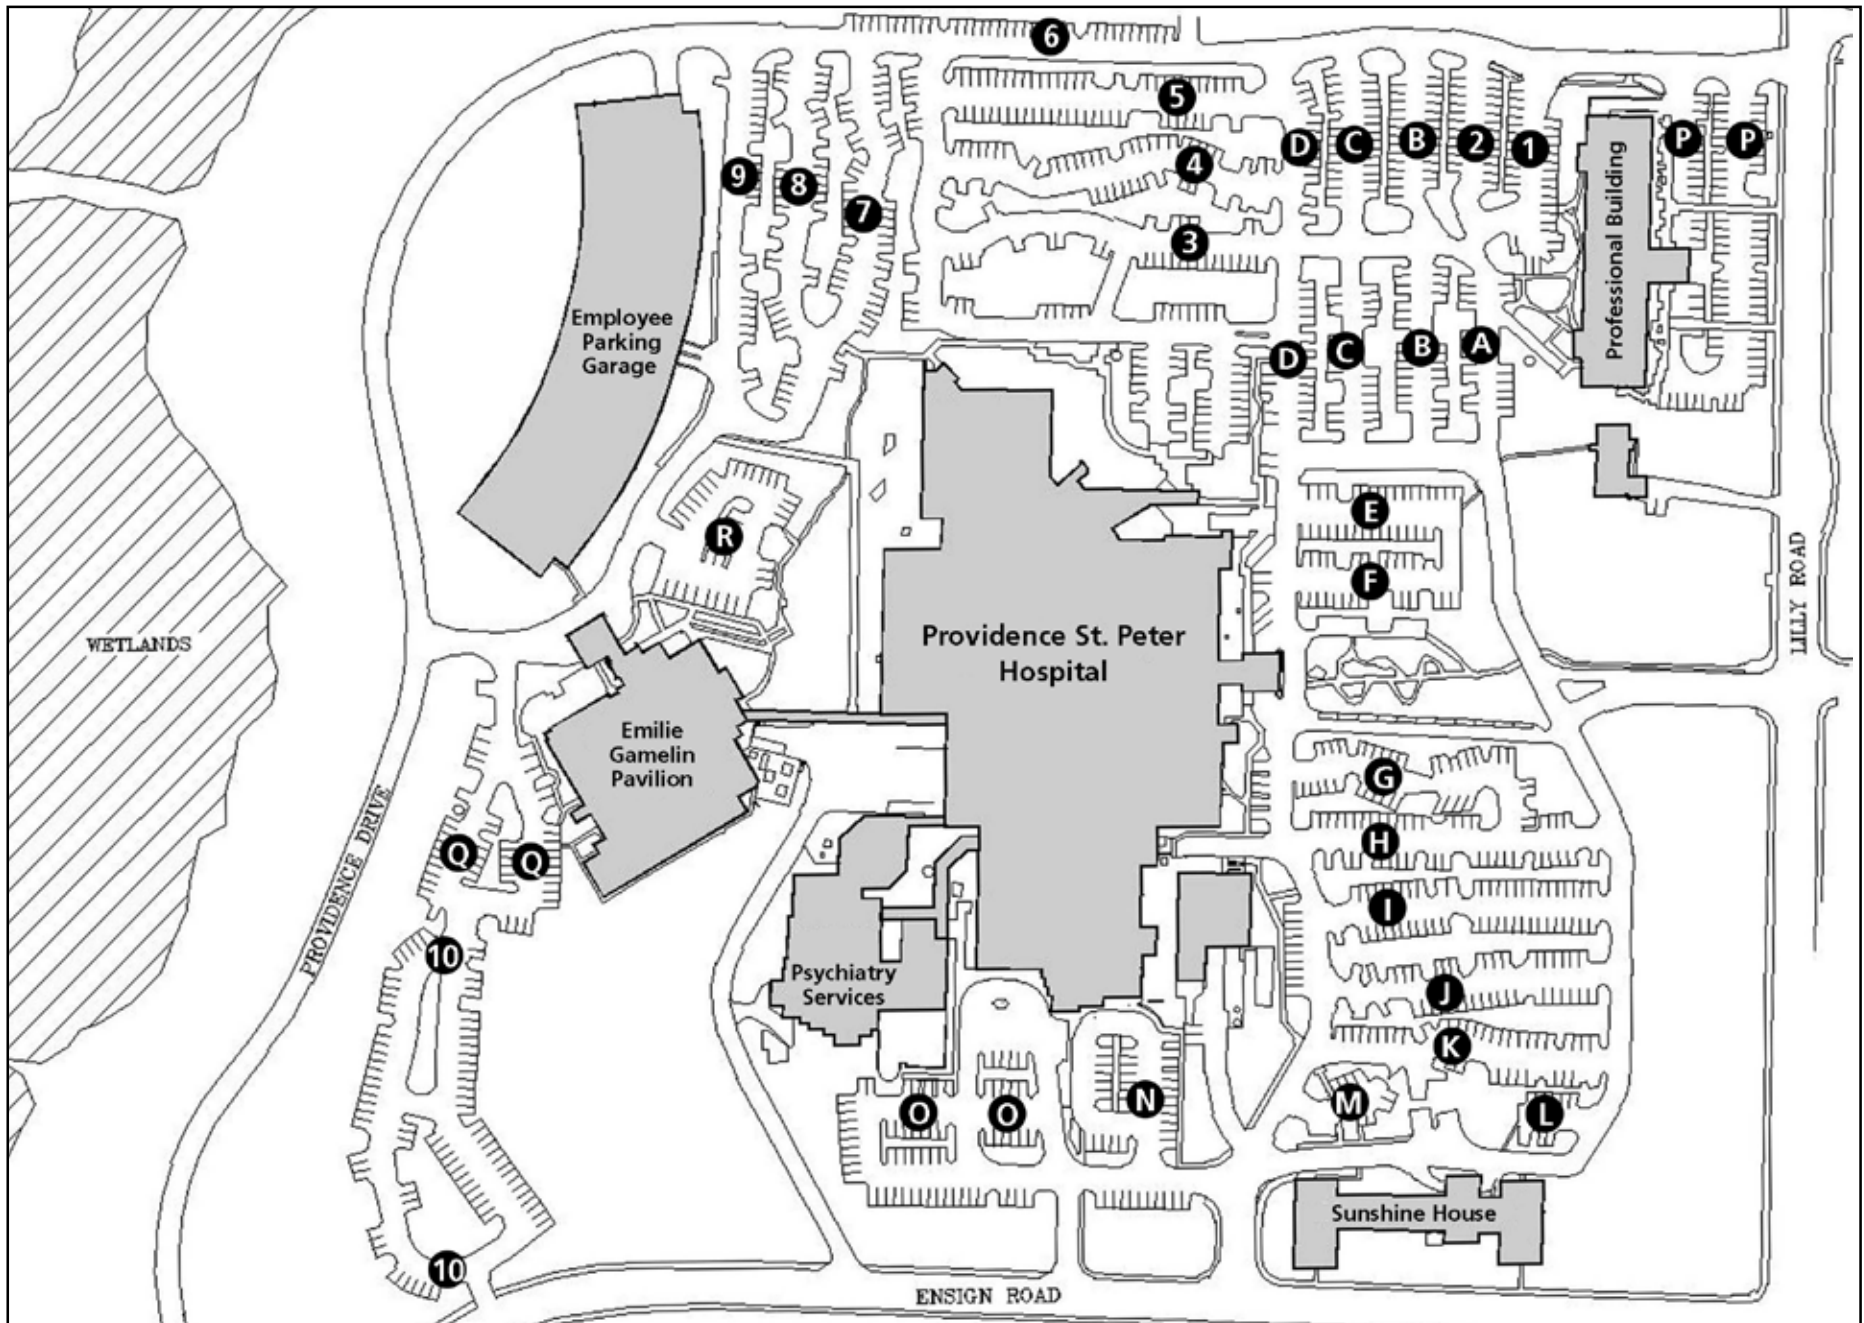 6
5
D
C
B
2
1
P
P
4
9
8
7
3
Professional Building
Employee
Parking
Garage
D
C
B
A
E
R
F
LILLY ROAD
WETLANDS
Providence St. Peter
Hospital
Emilie
Gamelin
Pavilion
G
PROVIDENCE DRIVE
H
Q
Q
I
10
Psychiatry
Services
J
K
O
O
N
M
L
Sunshine House
10
ENSIGN ROAD